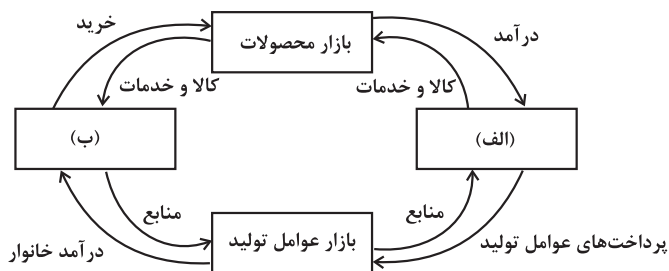 خرید
بازار محصولات
درآمد
کالا و خدمات
کالا و خدمات
(ب)
(الف)
منابع
منابع
درآمد خانوار
بازار عوامل تولید
پرداخت‌های عوامل تولید